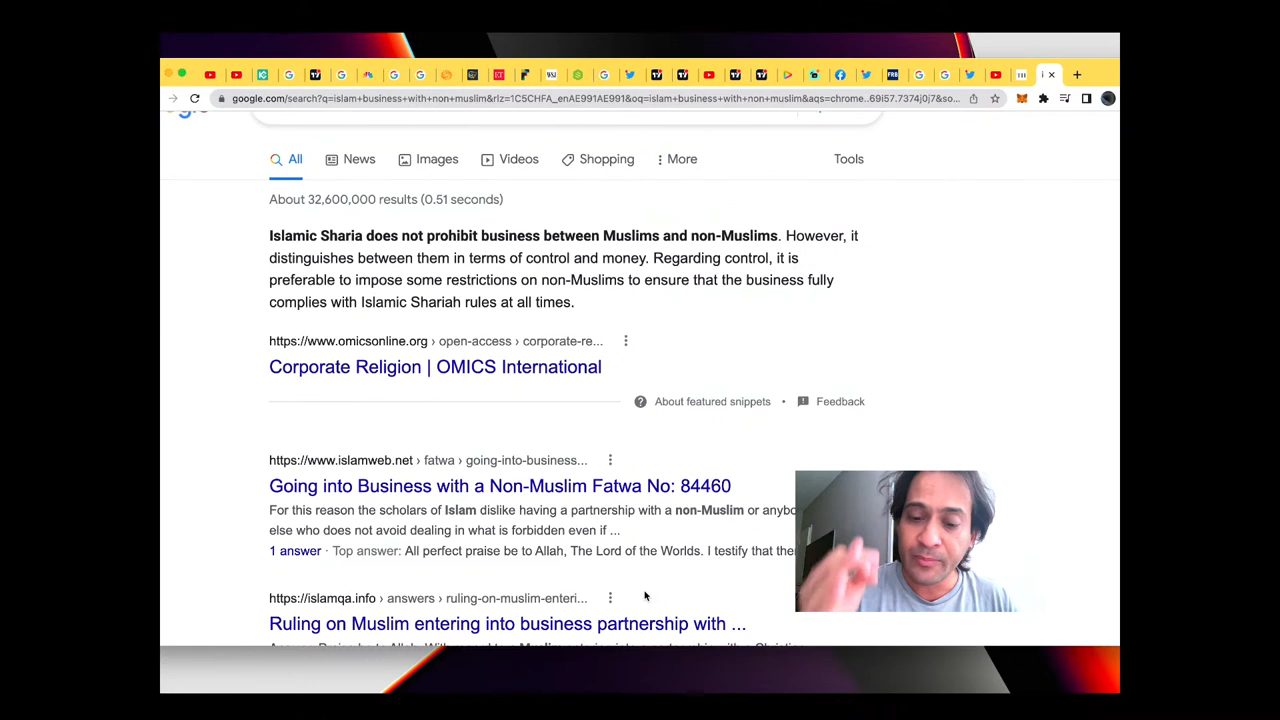 google.com/search?q=islam+business+with+non+muslim&rlz=1C5CHFA_enAE991AE991&oq=islam+business+with+non+muslim&aqs=chrome..69i57.7374j0j7&so...
All News Images Videos Shopping More Tools
About 32,600,000 results (0.51 seconds)
Islamic Sharia does not prohibit business between Muslims and non-Muslims. However, it
distinguishes between them in terms of control and money. Regarding control, it is
preferable to impose some restrictions on non-Muslims to ensure that the business fully
complies with Islamic Shariah rules at all times.
https://www.omicsonline.org › open-access › corporate-re...
Corporate Religion | OMICS International
About featured snippets • Feedback
https://www.islamweb.net › fatwa › going-into-business...
Going into Business with a Non-Muslim Fatwa No: 84460
For this reason the scholars of Islam dislike having a partnership with a non-Muslim or anybo
else who does not avoid dealing in what is forbidden even if ...
1 answer · Top answer: All perfect praise be to Allah, The Lord of the Worlds. I testify that the
https://islamqa.info › answers › ruling-on-muslim-enteri...
Ruling on Muslim entering into business partnership with ...